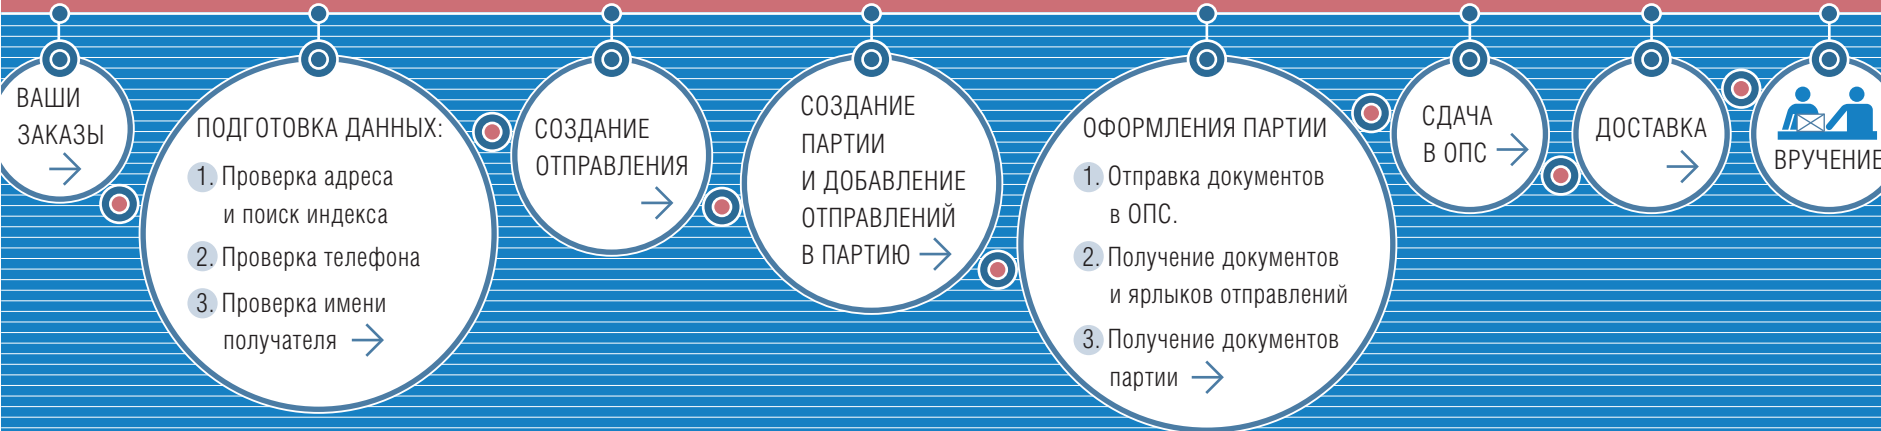 ВАШИ
ЗАКАЗЫ
ПОДГОТОВКА ДАННЫХ:
1. Проверка адреса
и поиск индекса
2. Проверка телефона
3. Проверка имени
получателя
СОЗДАНИЕ
ОТПРАВЛЕНИЯ
СОЗДАНИЕ
ПАРТИИ
И ДОБАВЛЕНИЕ
ОТПРАВЛЕНИЙ
В ПАРТИЮ
ОФОРМЛЕНИЯ ПАРТИИ
1. Отправка документов
в ОПС.
2. Получение документов
и ярлыков отправлений
3. Получение документов
партии
СДАЧА
В ОПС
ДОСТАВКА
ВРУЧЕНИЕ